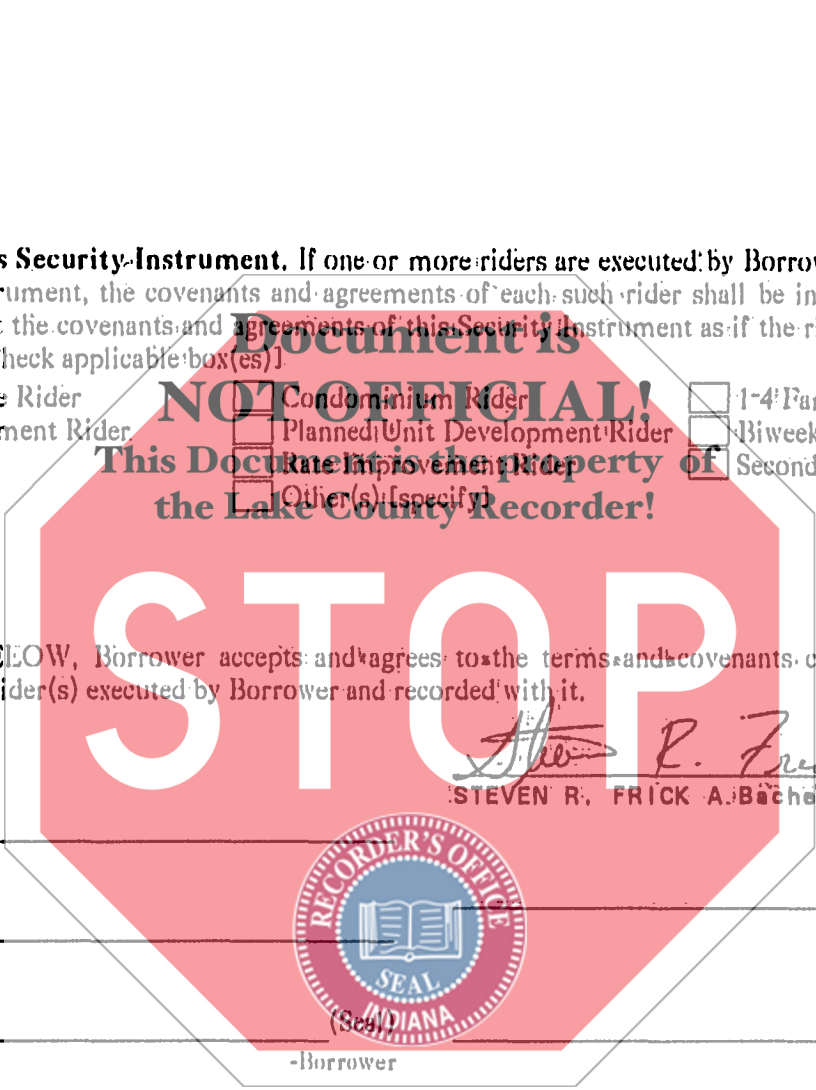 s Security Instrument. If one or more riders are executed by Borrow
rument, the covenants and agreements of each such rider shall be in
t the covenants and agreements of this Security Instrument as if the ri
heck applicable box(es)]
Document is
NOT OFFICIAL!
This Document is the property of
the Lake County Recorder!
e Rider Condominium Rider 1-4 Fam
ment Rider Planned Unit Development Rider Biweek
Rate Improvement Rider Second
Other(s) [specify]
STOP
ELOW, Borrower accepts and agrees to the terms and covenants c
ider(s) executed by Borrower and recorded with it.
Steven R. Fri
STEVEN R. FRICK A Bache
RECORDER'S OFFICE
SEAL
INDIANA
(Seal)
-Borrower